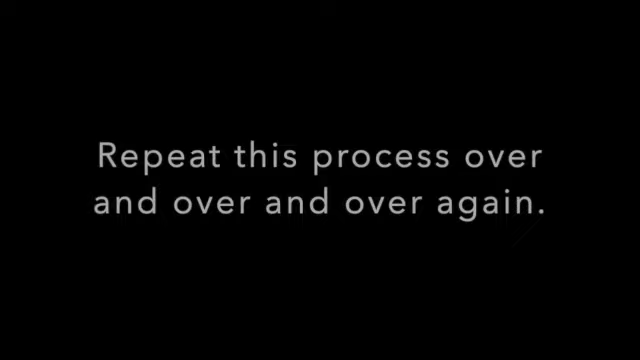 Repeat this process over
and over and over again.